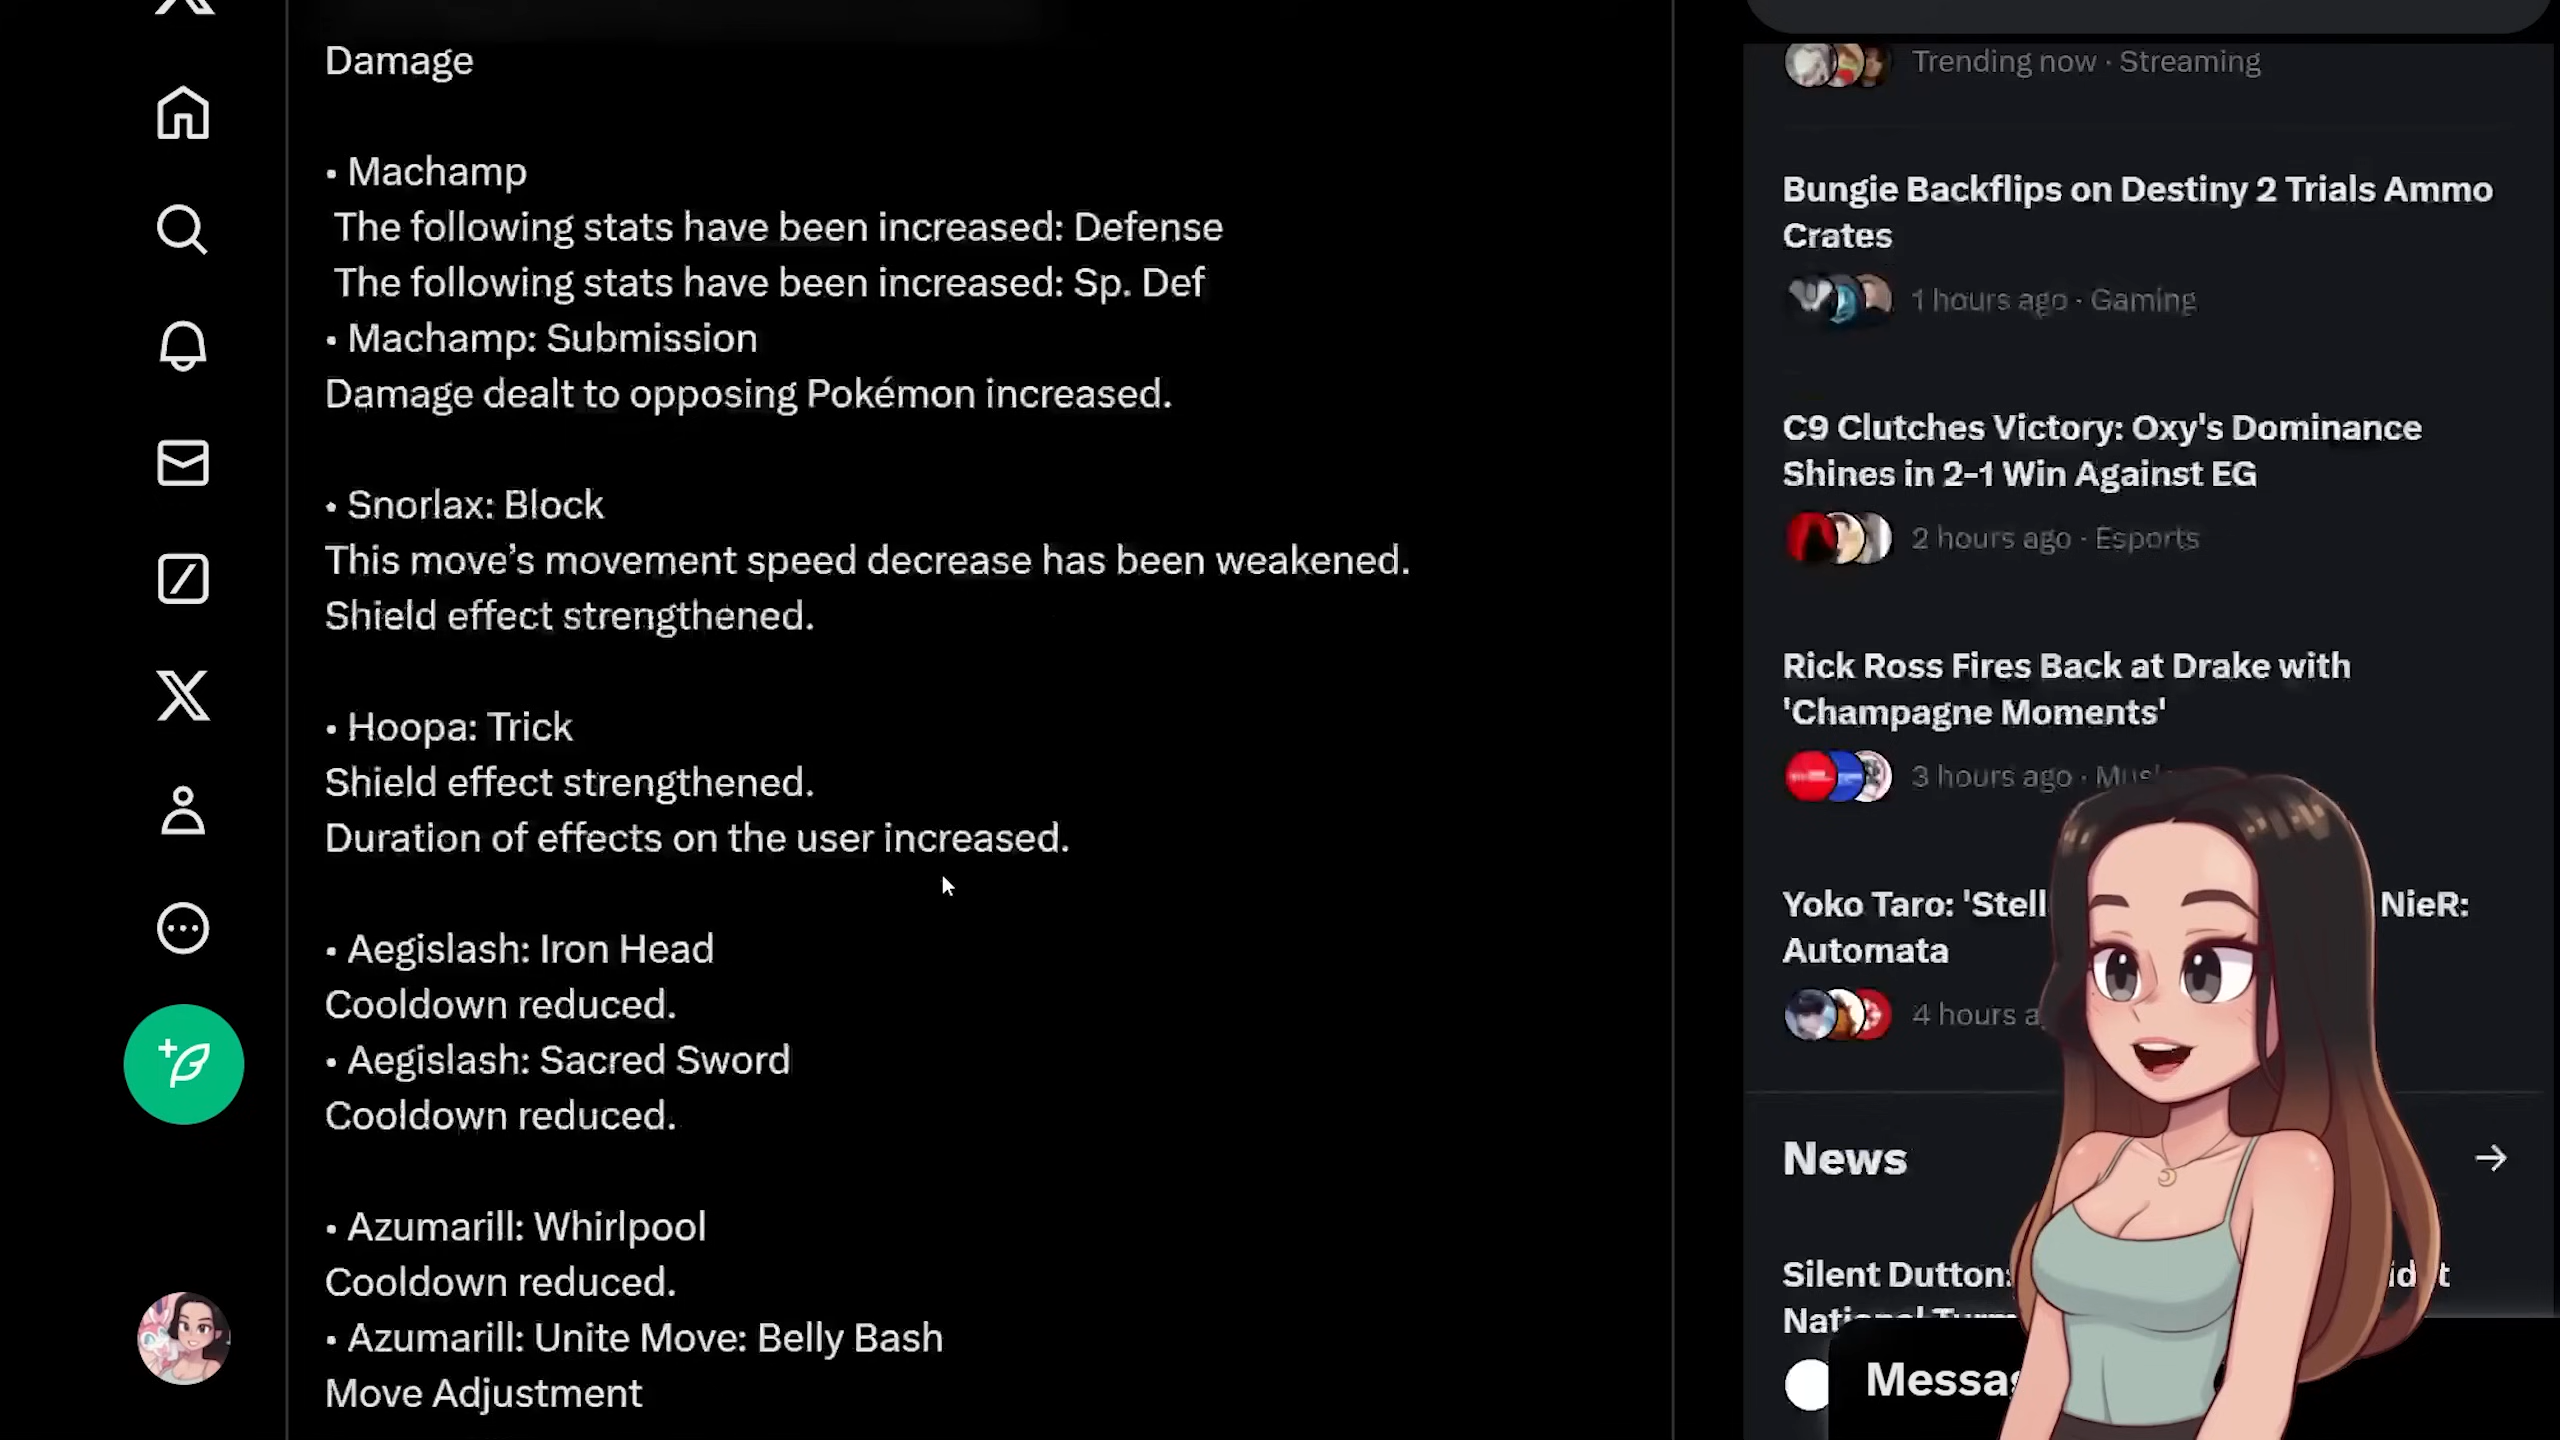 Damage
• Machamp
The following stats have been increased: Defense
The following stats have been increased: Sp. Def
• Machamp: Submission
Damage dealt to opposing Pokémon increased.
• Snorlax: Block
This move’s movement speed decrease has been weakened.
Shield effect strengthened.
• Hoopa: Trick
Shield effect strengthened.
Duration of effects on the user increased.
• Aegislash: Iron Head
Cooldown reduced.
• Aegislash: Sacred Sword
Cooldown reduced.
• Azumarill: Whirlpool
Cooldown reduced.
• Azumarill: Unite Move: Belly Bash
Move Adjustment
Trending now · Streaming
Bungie Backflips on Destiny 2 Trials Ammo
Crates
1 hours ago · Gaming
C9 Clutches Victory: Oxy's Dominance
Shines in 2-1 Win Against EG
2 hours ago · Esports
Rick Ross Fires Back at Drake with
'Champagne Moments'
3 hours ago ·
Yoko Taro: NieR:
Automata
4 hours
News
Silent